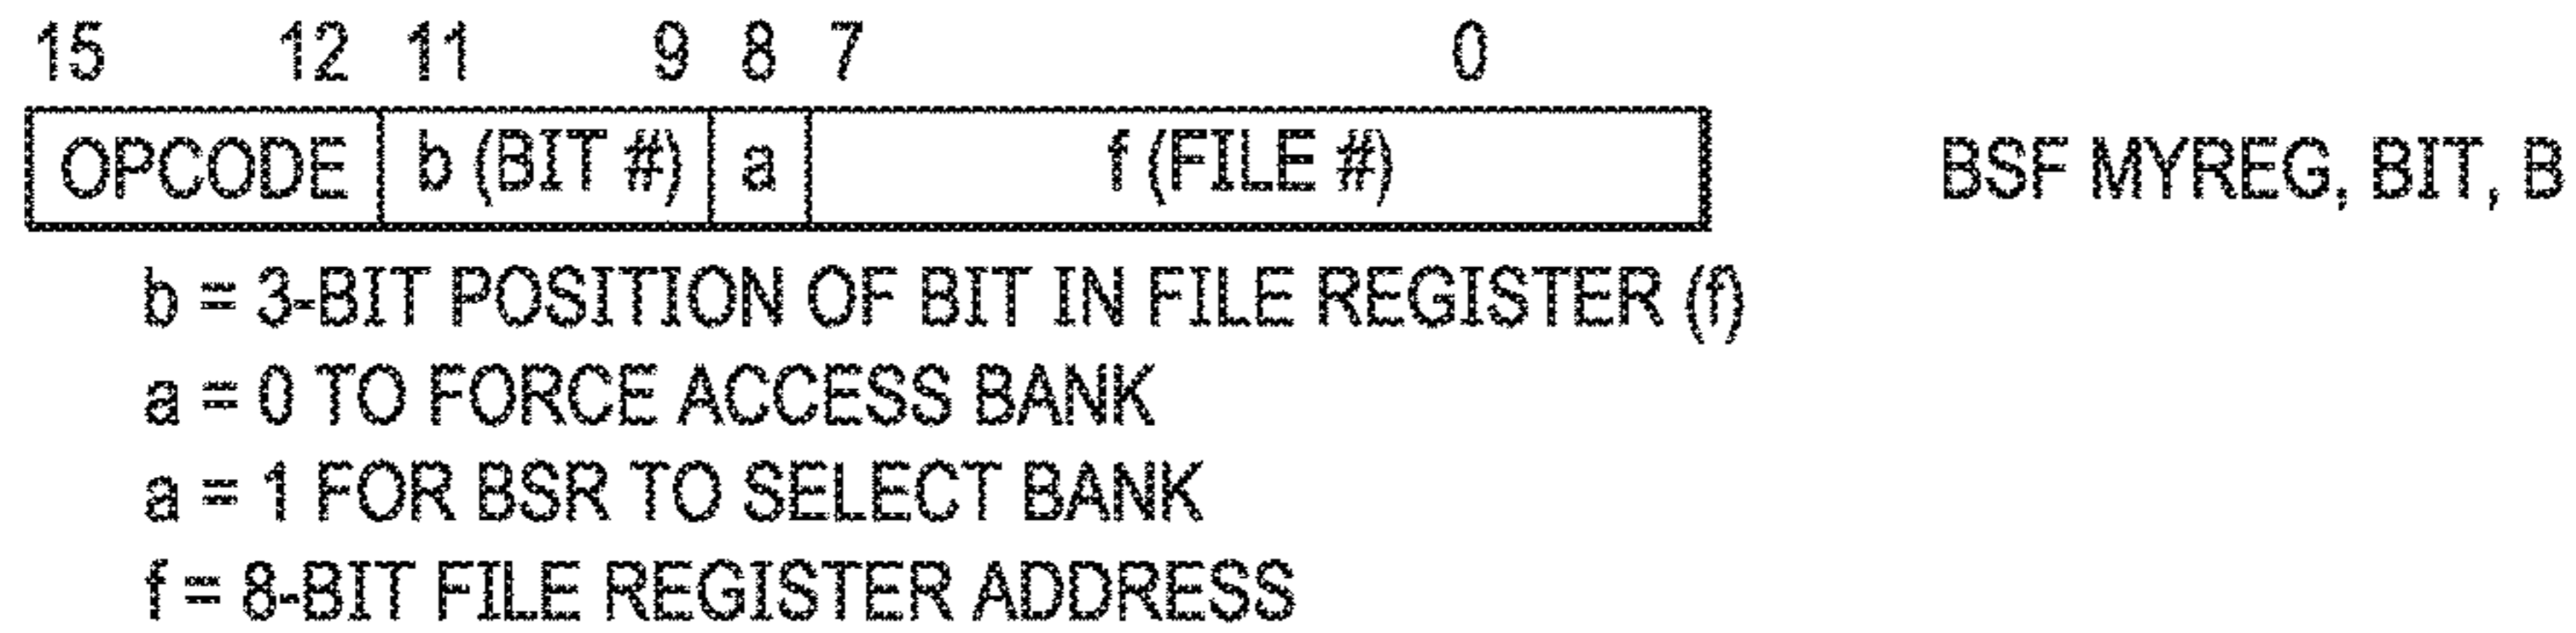 15 12 11 9 8 7 0
OPCODE b (BIT #) a f (FILE #) BSF MYREG, BIT, B
b = 3-BIT POSITION OF BIT IN FILE REGISTER (f)
a = 0 TO FORCE ACCESS BANK
a = 1 FOR BSR TO SELECT BANK
f = 8-BIT FILE REGISTER ADDRESS